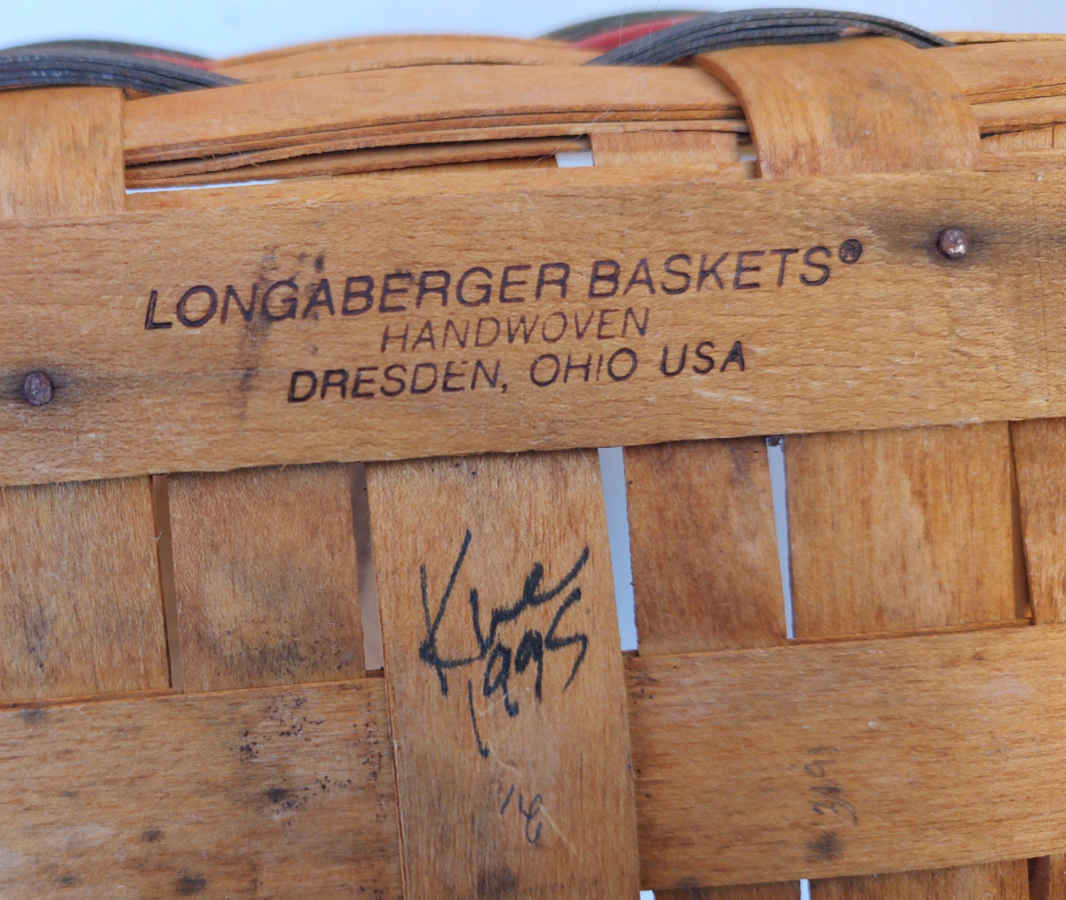 LONGABERGER BASKETS®
HANDWOVEN
DRESDEN, OHIO USA
1995